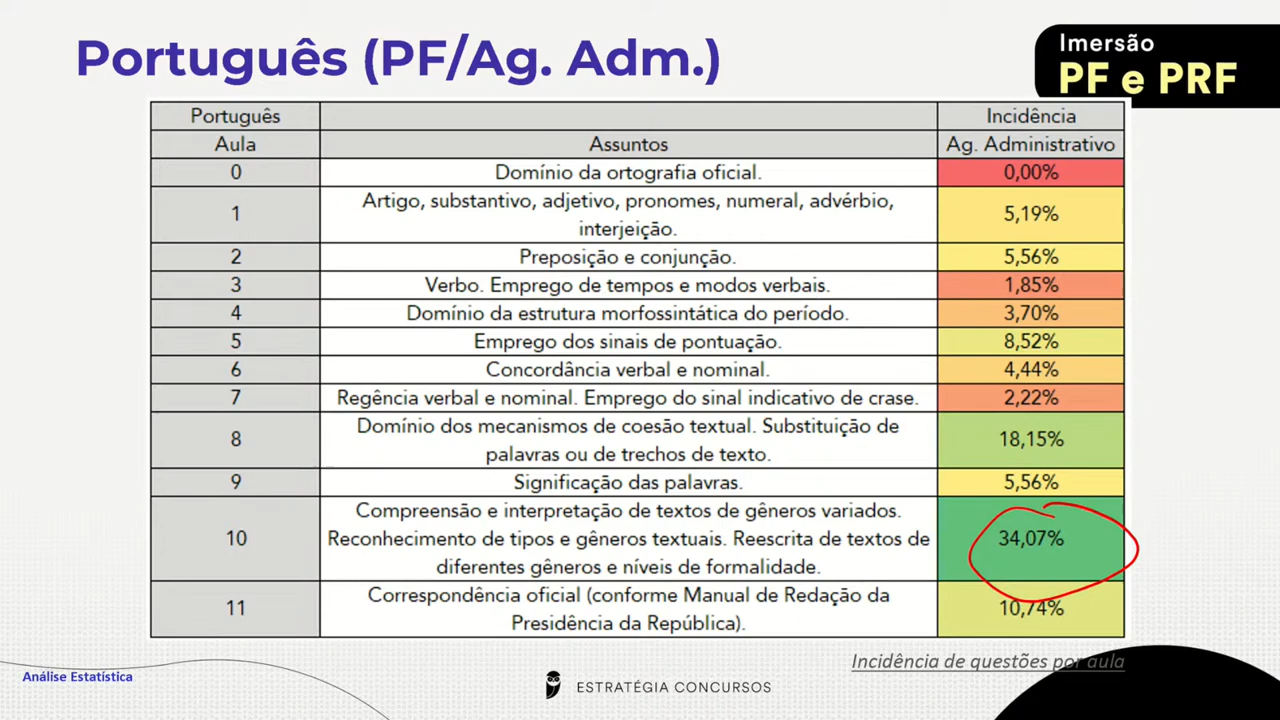 Português (PF/Ag. Adm.)
Imersão
PF e PRF
Português Incidência
Aula Assuntos Ag. Administrativo
0 Domínio da ortografia oficial. 0,00%
1 Artigo, substantivo, adjetivo, pronomes, numeral, advérbio,
interjeição. 5,19%
2 Preposição e conjunção. 5,56%
3 Verbo. Emprego de tempos e modos verbais. 1,85%
4 Domínio da estrutura morfossintática do período. 3,70%
5 Emprego dos sinais de pontuação. 8,52%
6 Concordância verbal e nominal. 4,44%
7 Regência verbal e nominal. Emprego do sinal indicativo de crase. 2,22%
8 Domínio dos mecanismos de coesão textual. Substituição de
palavras ou de trechos de texto. 18,15%
9 Significação das palavras. 5,56%
Compreensão e interpretação de textos de gêneros variados.
10 Reconhecimento de tipos e gêneros textuais. Reescrita de textos de 34,07%
diferentes gêneros e níveis de formalidade.
11 Correspondência oficial (conforme Manual de Redação da
Presidência da República). 10,74%
Incidência de questões por aula
Análise Estatística
ESTRATÉGIA CONCURSOS